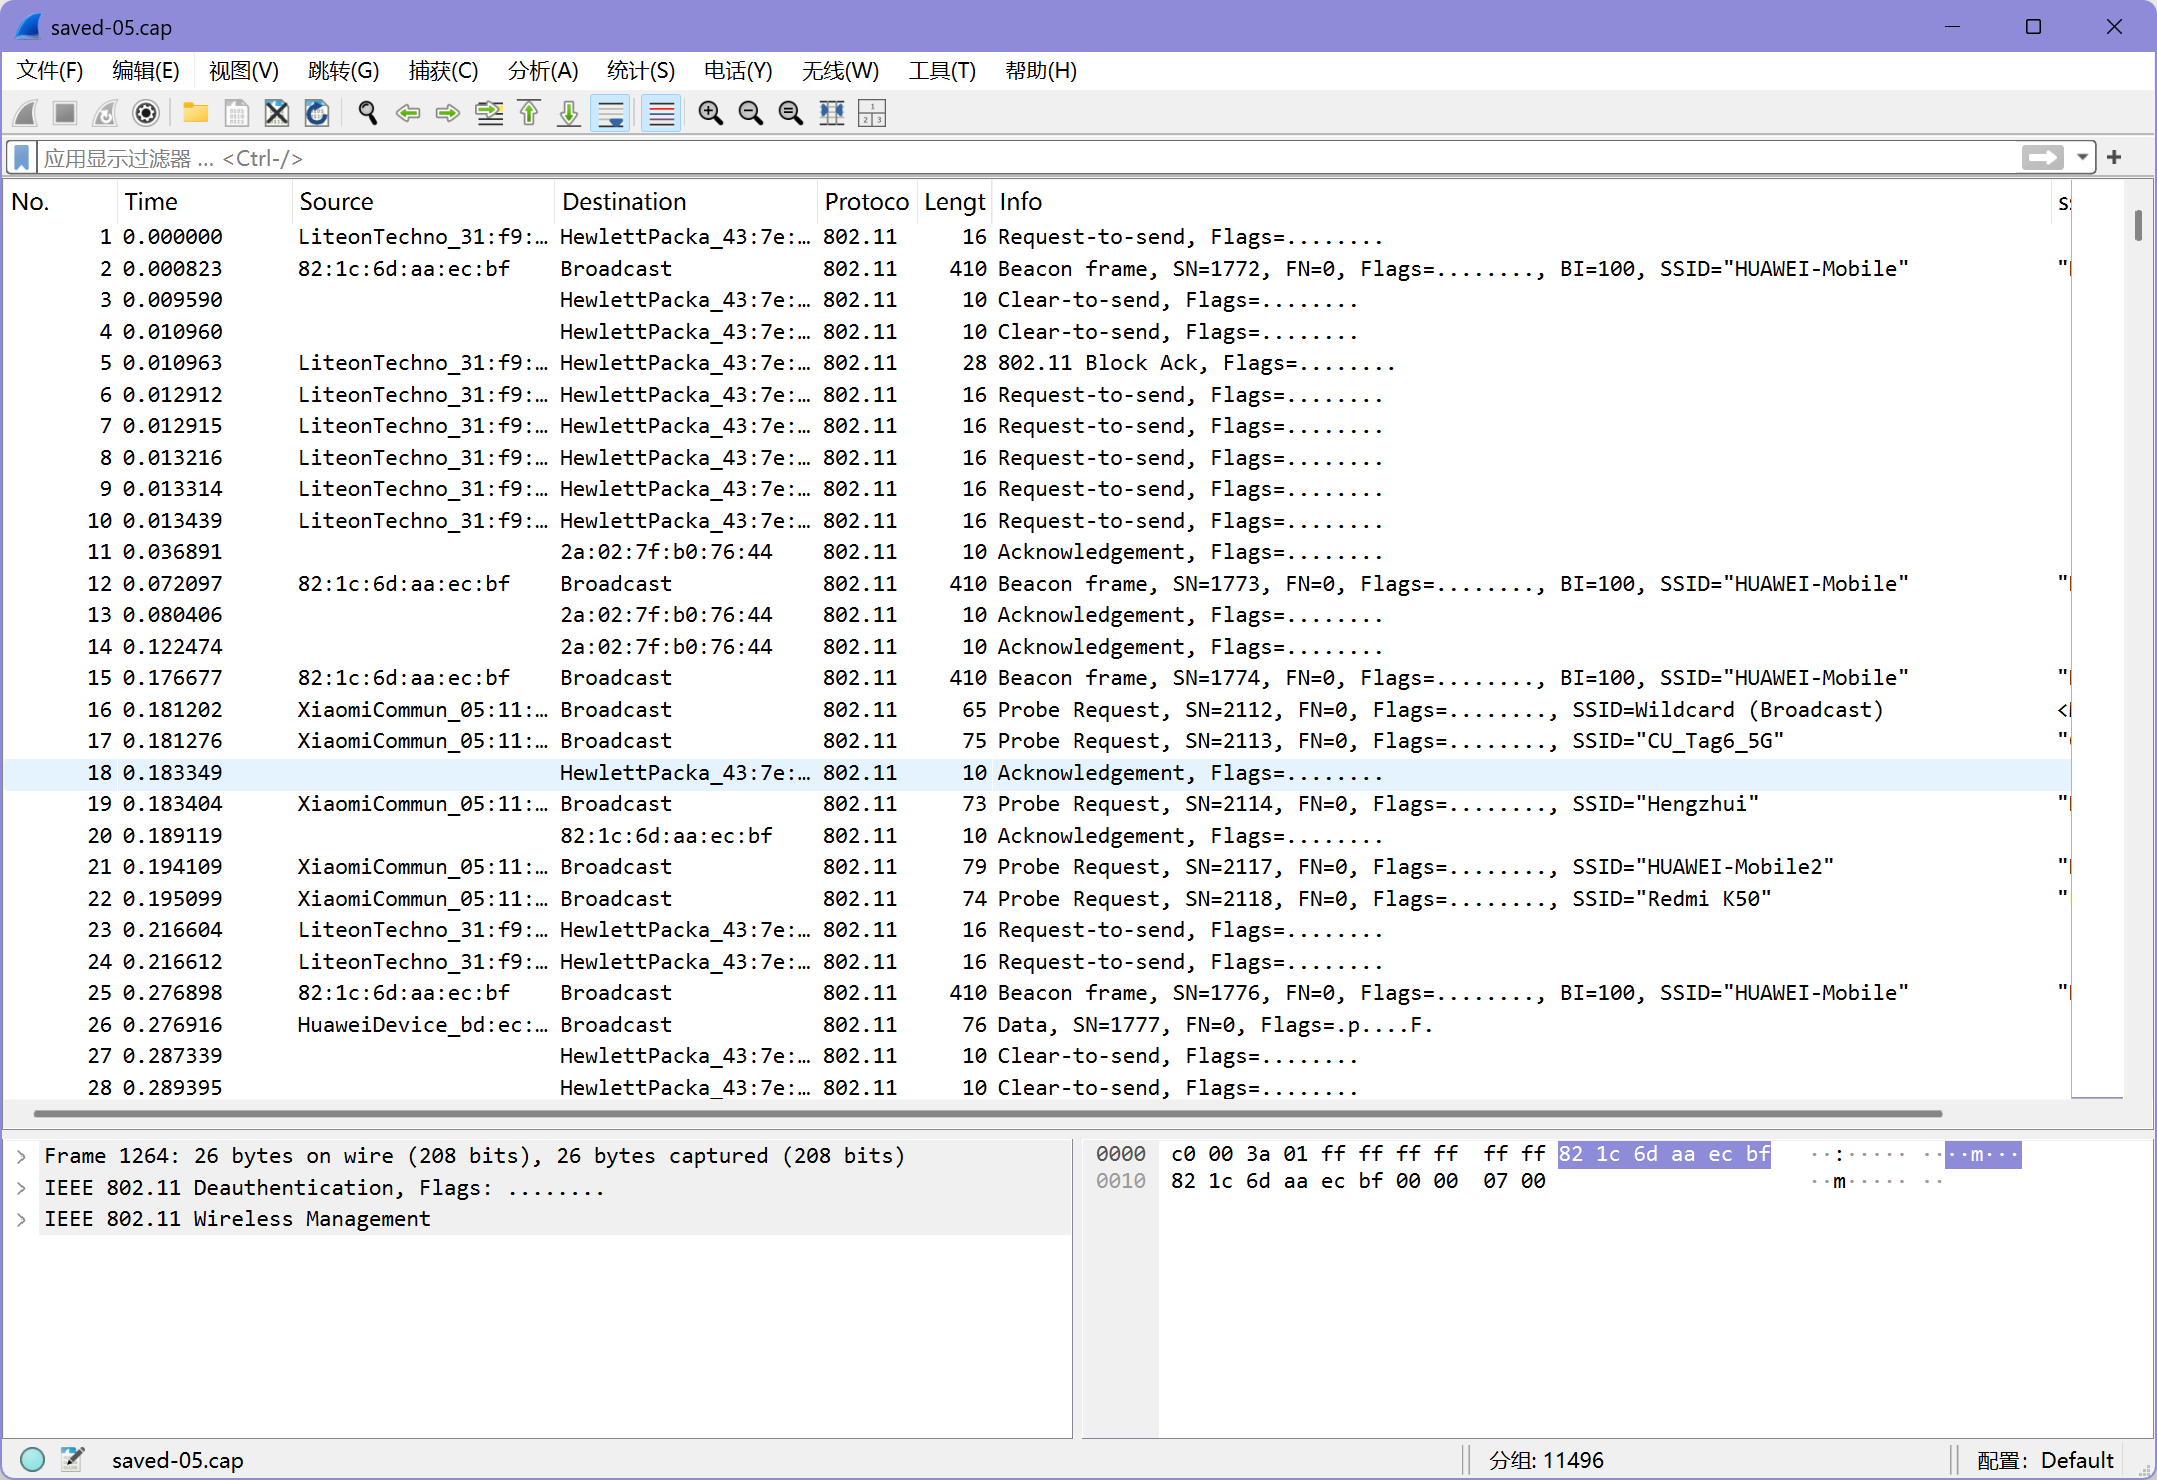 saved-05.cap
文件(F) 编辑(E) 视图(V) 跳转(G) 捕获(C) 分析(A) 统计(S) 电话(Y) 无线(W) 工具(T) 帮助(H)
应用显示过滤器 … <Ctrl-/>
No. Time Source Destination Protoco Lengt Info
1 0.000000 LiteonTechno_31:f9:… HewlettPacka_43:7e:… 802.11 16 Request-to-send, Flags=........
2 0.000823 82:1c:6d:aa:ec:bf Broadcast 802.11 410 Beacon frame, SN=1772, FN=0, Flags=........, BI=100, SSID="HUAWEI-Mobile"
3 0.009590 HewlettPacka_43:7e:… 802.11 10 Clear-to-send, Flags=........
4 0.010960 HewlettPacka_43:7e:… 802.11 10 Clear-to-send, Flags=........
5 0.010963 LiteonTechno_31:f9:… HewlettPacka_43:7e:… 802.11 28 802.11 Block Ack, Flags=........
6 0.012912 LiteonTechno_31:f9:… HewlettPacka_43:7e:… 802.11 16 Request-to-send, Flags=........
7 0.012915 LiteonTechno_31:f9:… HewlettPacka_43:7e:… 802.11 16 Request-to-send, Flags=........
8 0.013216 LiteonTechno_31:f9:… HewlettPacka_43:7e:… 802.11 16 Request-to-send, Flags=........
9 0.013314 LiteonTechno_31:f9:… HewlettPacka_43:7e:… 802.11 16 Request-to-send, Flags=........
10 0.013439 LiteonTechno_31:f9:… HewlettPacka_43:7e:… 802.11 16 Request-to-send, Flags=........
11 0.036891 2a:02:7f:b0:76:44 802.11 10 Acknowledgement, Flags=........
12 0.072097 82:1c:6d:aa:ec:bf Broadcast 802.11 410 Beacon frame, SN=1773, FN=0, Flags=........, BI=100, SSID="HUAWEI-Mobile"
13 0.080406 2a:02:7f:b0:76:44 802.11 10 Acknowledgement, Flags=........
14 0.122474 2a:02:7f:b0:76:44 802.11 10 Acknowledgement, Flags=........
15 0.176677 82:1c:6d:aa:ec:bf Broadcast 802.11 410 Beacon frame, SN=1774, FN=0, Flags=........, BI=100, SSID="HUAWEI-Mobile"
16 0.181202 XiaomiCommun_05:11:… Broadcast 802.11 65 Probe Request, SN=2112, FN=0, Flags=........, SSID=Wildcard (Broadcast)
17 0.181276 XiaomiCommun_05:11:… Broadcast 802.11 75 Probe Request, SN=2113, FN=0, Flags=........, SSID="CU_Tag6_5G"
18 0.183349 HewlettPacka_43:7e:… 802.11 10 Acknowledgement, Flags=........
19 0.183404 XiaomiCommun_05:11:… Broadcast 802.11 73 Probe Request, SN=2114, FN=0, Flags=........, SSID="Hengzhui"
20 0.189119 82:1c:6d:aa:ec:bf 802.11 10 Acknowledgement, Flags=........
21 0.194109 XiaomiCommun_05:11:… Broadcast 802.11 79 Probe Request, SN=2117, FN=0, Flags=........, SSID="HUAWEI-Mobile2"
22 0.195099 XiaomiCommun_05:11:… Broadcast 802.11 74 Probe Request, SN=2118, FN=0, Flags=........, SSID="Redmi K50"
23 0.216604 LiteonTechno_31:f9:… HewlettPacka_43:7e:… 802.11 16 Request-to-send, Flags=........
24 0.216612 LiteonTechno_31:f9:… HewlettPacka_43:7e:… 802.11 16 Request-to-send, Flags=........
25 0.276898 82:1c:6d:aa:ec:bf Broadcast 802.11 410 Beacon frame, SN=1776, FN=0, Flags=........, BI=100, SSID="HUAWEI-Mobile"
26 0.276916 HuaweiDevice_bd:ec:… Broadcast 802.11 76 Data, SN=1777, FN=0, Flags=.p....F.
27 0.287339 HewlettPacka_43:7e:… 802.11 10 Clear-to-send, Flags=........
28 0.289395 HewlettPacka_43:7e:… 802.11 10 Clear-to-send, Flags=........
Frame 1264: 26 bytes on wire (208 bits), 26 bytes captured (208 bits)
IEEE 802.11 Deauthentication, Flags: ........
IEEE 802.11 Wireless Management
0000 c0 00 3a 01 ff ff ff ff ff ff 82 1c 6d aa ec bf ··:····· ····m···
0010 82 1c 6d aa ec bf 00 00 07 00 ··m····· ··
saved-05.cap 分组: 11496 配置: Default